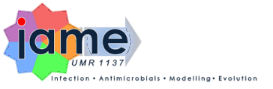 iame
UMR 1137
Infection • Antimicrobials • Modelling • Evolution